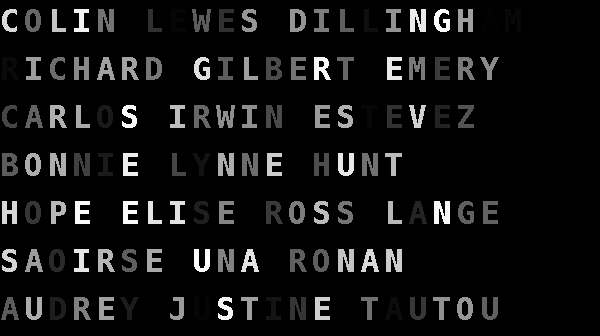 COLIN LEWES DILLINGHAM
RICHARD GILBERT EMERY
CARLOS IRWIN ESTEVEZ
BONNIE LYNNE HUNT
HOPE ELISE ROSS LANGE
SAOIRSE UNA RONAN
AUDREY JUSTINE TAUTOU